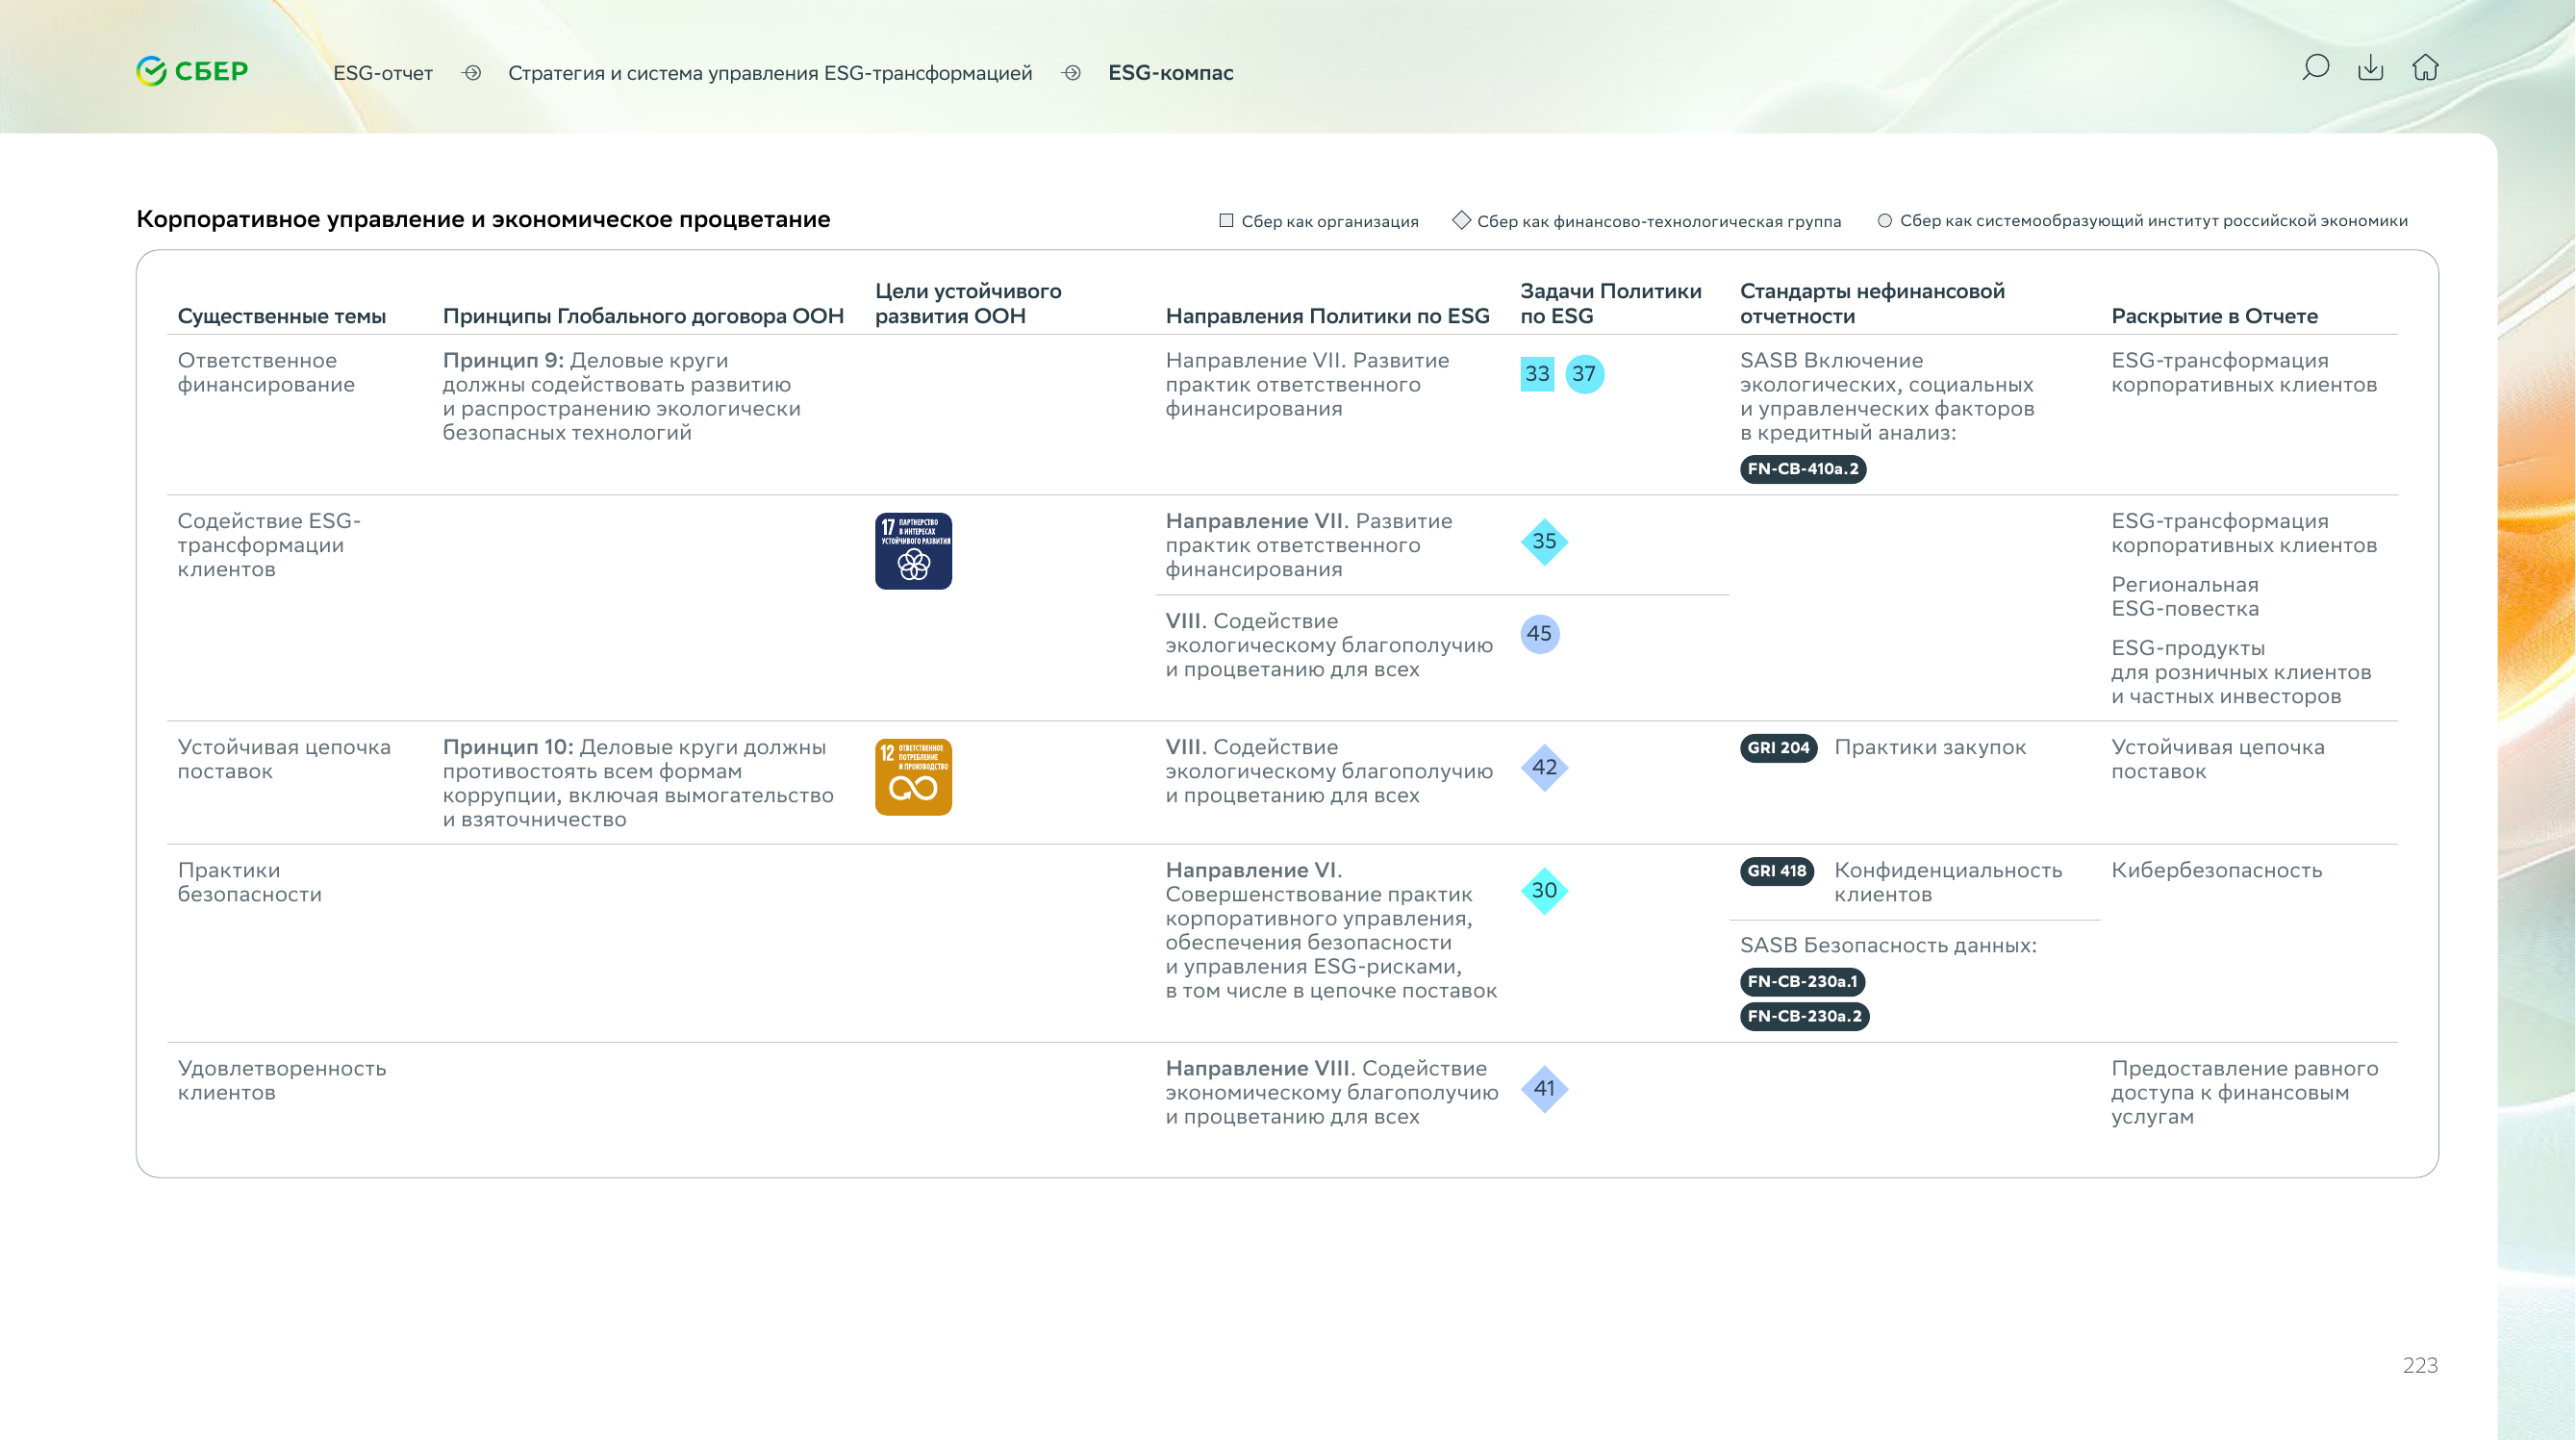 СБЕР
ESG-отчет
Стратегия и система управления ESG-трансформацией
ESG-компас
Корпоративное управление и экономическое процветание
Сбер как организация
Сбер как финансово-технологическая группа
Сбер как системообразующий институт российской экономики
Существенные темы
Принципы Глобального договора ООН
Цели устойчивого
развития ООН
Направления Политики по ESG
Задачи Политики
по ESG
Стандарты нефинансовой
отчетности
Раскрытие в Отчете
Ответственное
финансирование
Принцип 9: Деловые круги
должны содействовать развитию
и распространению экологически
безопасных технологий
Направление VII. Развитие
практик ответственного
финансирования
33
37
SASB Включение
экологических, социальных
и управленческих факторов
в кредитный анализ:
FN-CB-410a.2
ESG-трансформация
корпоративных клиентов
Содействие ESG-
трансформации
клиентов
17 ПАРТНЕРСТВО
В ИНТЕРЕСАХ
УСТОЙЧИВОГО РАЗВИТИЯ
Направление VII. Развитие
практик ответственного
финансирования
35
VIII. Содействие
экологическому благополучию
и процветанию для всех
45
ESG-трансформация
корпоративных клиентов
Региональная
ESG-повестка
ESG-продукты
для розничных клиентов
и частных инвесторов
Устойчивая цепочка
поставок
Принцип 10: Деловые круги должны
противостоять всем формам
коррупции, включая вымогательство
и взяточничество
12 ОТВЕТСТВЕННОЕ
ПОТРЕБЛЕНИЕ
И ПРОИЗВОДСТВО
VIII. Содействие
экологическому благополучию
и процветанию для всех
42
GRI 204 Практики закупок
Устойчивая цепочка
поставок
Практики
безопасности
Направление VI.
Совершенствование практик
корпоративного управления,
обеспечения безопасности
и управления ESG-рисками,
в том числе в цепочке поставок
30
GRI 418 Конфиденциальность
клиентов
SASB Безопасность данных:
FN-CB-230a.1
FN-CB-230a.2
Кибербезопасность
Удовлетворенность
клиентов
Направление VIII. Содействие
экономическому благополучию
и процветанию для всех
41
Предоставление равного
доступа к финансовым
услугам
223